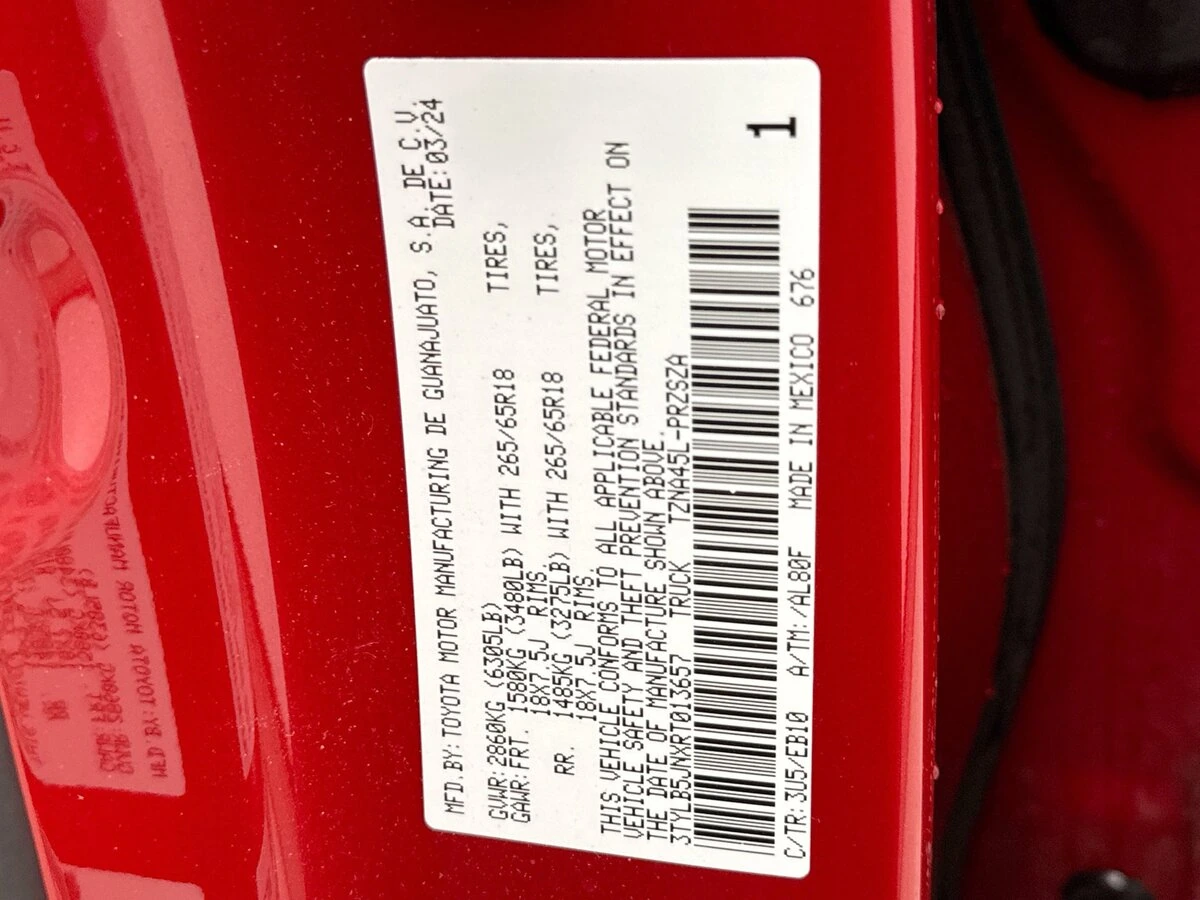 MFD.BY:TOYOTA MOTOR MANUFACTURING DE GUANAJUATO, S.A. DE C.V.
DATE:03/24
GVWR:2860KG (6305LB)
GAWR:FRT. 1580KG (3480LB) WITH 265/65R18 TIRES,
18X7.5J RIMS.
RR. 1485KG (3275LB) WITH 265/65R18 TIRES,
18X7.5J RIMS.
THIS VEHICLE CONFORMS TO ALL APPLICABLE FEDERAL MOTOR
VEHICLE SAFETY AND THEFT PREVENTION STANDARDS IN EFFECT ON
THE DATE OF MANUFACTURE SHOWN ABOVE.
3TYLB5JNXRT013657 TRUCK TZNA45L-PRZSZA
1
C/TR:3U5/EB10 A/TM:/AL80F MADE IN MEXICO 676